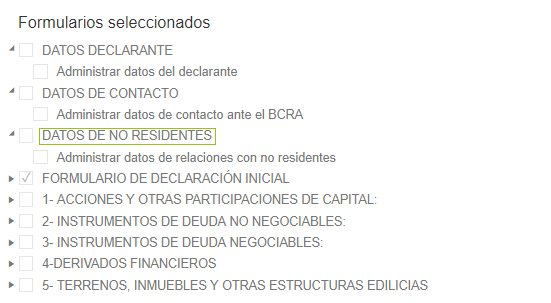 Formularios seleccionados
DATOS DECLARANTE
Administrar datos del declarante
DATOS DE CONTACTO
Administrar datos de contacto ante el BCRA
DATOS DE NO RESIDENTES
Administrar datos de relaciones con no residentes
FORMULARIO DE DECLARACIÓN INICIAL
1- ACCIONES Y OTRAS PARTICIPACIONES DE CAPITAL:
2- INSTRUMENTOS DE DEUDA NO NEGOCIABLES:
3- INSTRUMENTOS DE DEUDA NEGOCIABLES:
4-DERIVADOS FINANCIEROS
5- TERRENOS, INMUEBLES Y OTRAS ESTRUCTURAS EDILICIAS